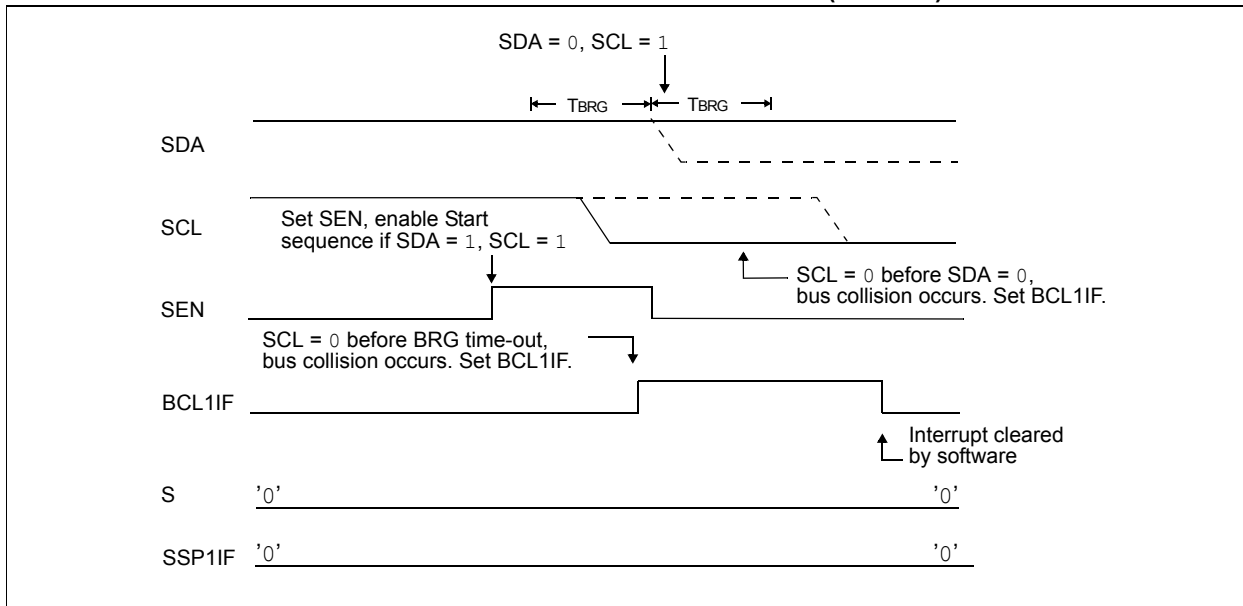 SDA = 0, SCL = 1
TBRG TBRG
SDA
SCL
Set SEN, enable Start
sequence if SDA = 1, SCL = 1
SCL = 0 before SDA = 0,
bus collision occurs. Set BCL1IF.
SEN
SCL = 0 before BRG time-out,
bus collision occurs. Set BCL1IF.
BCL1IF
Interrupt cleared
by software
S '0' '0'
SSP1IF '0' '0'